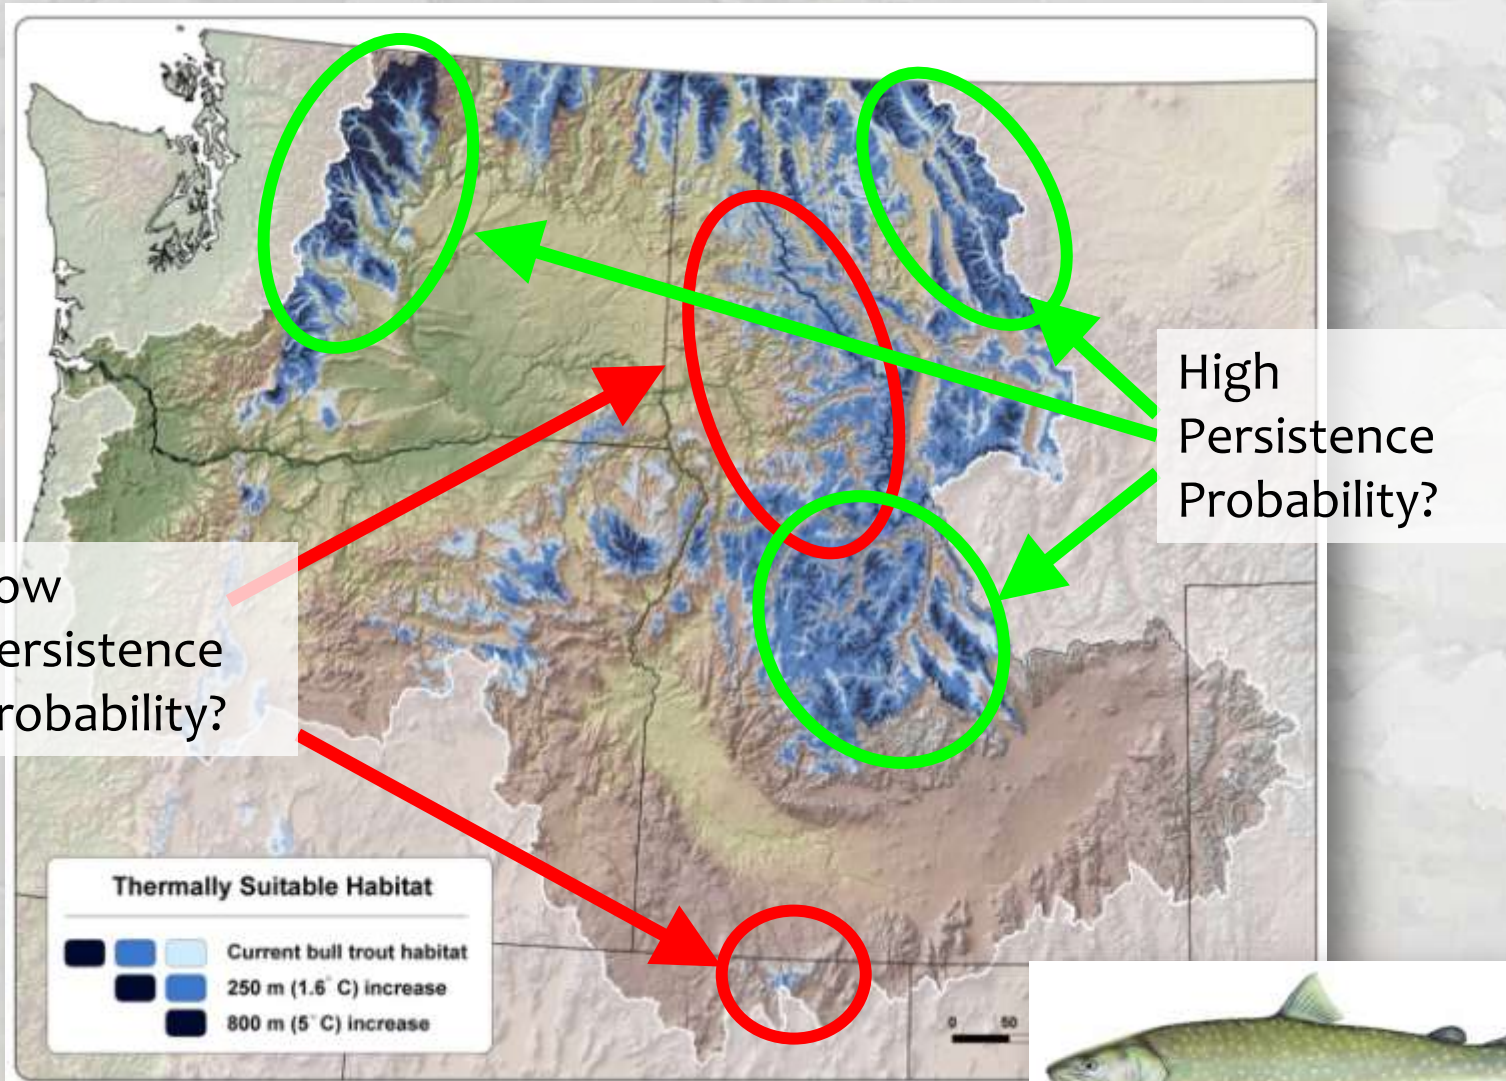 High
Persistence
Probability?
ow
ersistence
robability?
Thermally Suitable Habitat
Current bull trout habitat
250 m (1.6° C) increase
800 m (5° C) increase
0 50